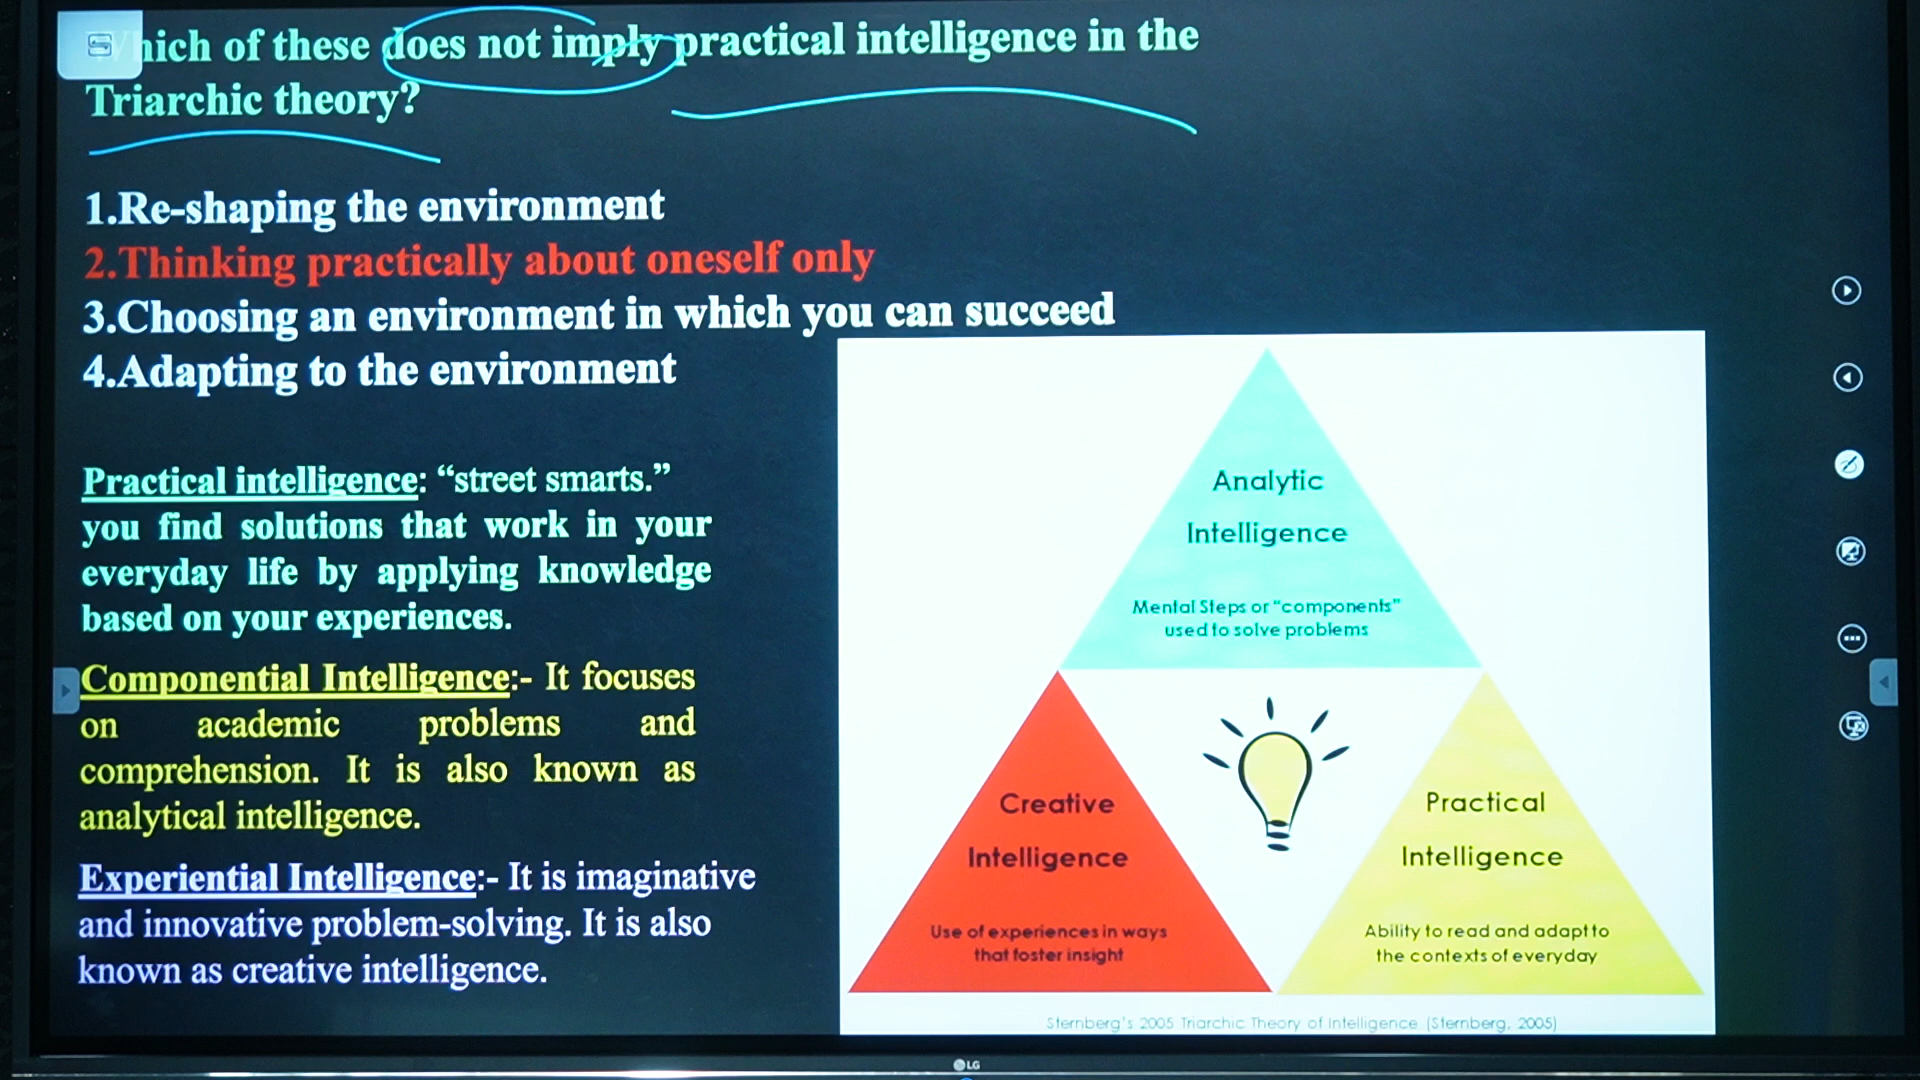 hich of these does not imply practical intelligence in the
Triarchic theory?
1.Re-shaping the environment
2.Thinking practically about oneself only
3.Choosing an environment in which you can succeed
4.Adapting to the environment
Practical intelligence: “street smarts.”
you find solutions that work in your
everyday life by applying knowledge
based on your experiences.
Componential Intelligence:- It focuses
on academic problems and
comprehension. It is also known as
analytical intelligence.
Experiential Intelligence:- It is imaginative
and innovative problem-solving. It is also
known as creative intelligence.
Analytic
Intelligence
Mental Steps or “components”
used to solve problems
Creative
Intelligence
Use of experiences in ways
that foster insight
Practical
Intelligence
Ability to read and adapt to
the contexts of everyday
Sternberg's 2005 Triarchic Theory of Intelligence (Sternberg, 2005)
LG